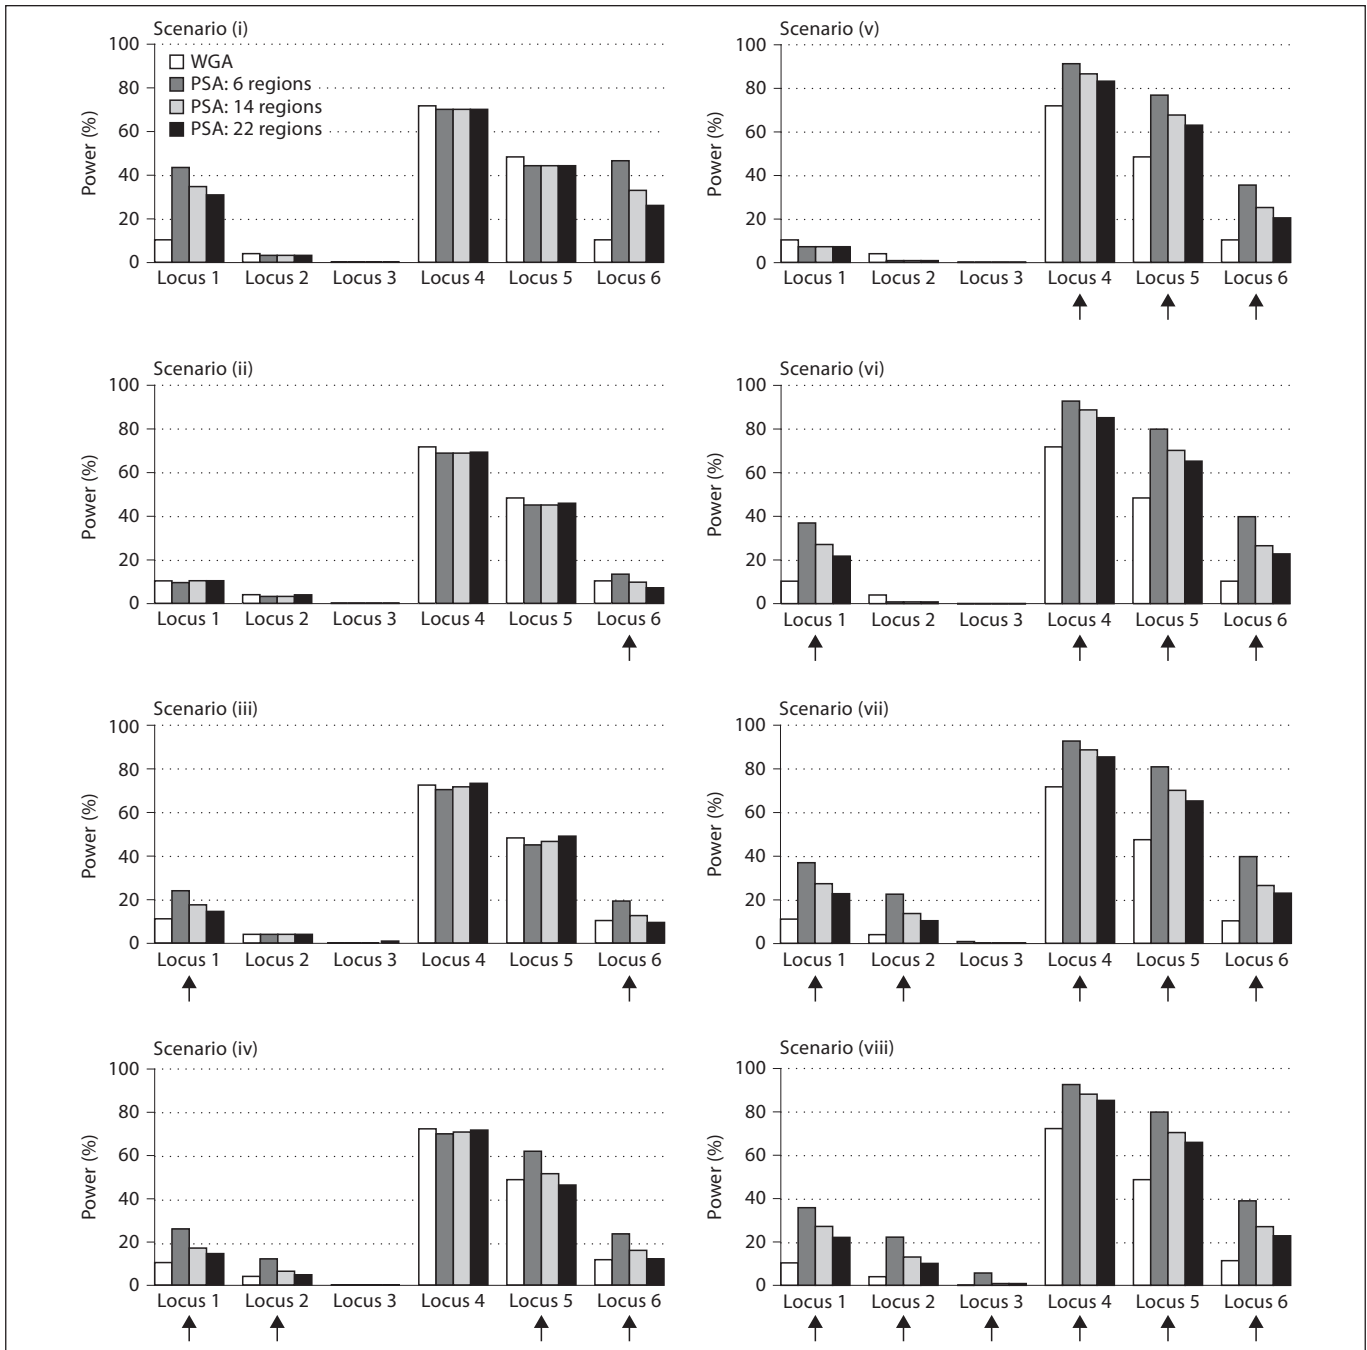 Scenario (i)
100
80
60
40
20
0
Power (%)
WGA
PSA: 6 regions
PSA: 14 regions
PSA: 22 regions
Locus 1 Locus 2 Locus 3 Locus 4 Locus 5 Locus 6
Scenario (v)
100
80
60
40
20
0
Power (%)
Locus 1 Locus 2 Locus 3 Locus 4 Locus 5 Locus 6
Scenario (ii)
100
80
60
40
20
0
Power (%)
Locus 1 Locus 2 Locus 3 Locus 4 Locus 5 Locus 6
Scenario (vi)
100
80
60
40
20
0
Power (%)
Locus 1 Locus 2 Locus 3 Locus 4 Locus 5 Locus 6
Scenario (iii)
100
80
60
40
20
0
Power (%)
Locus 1 Locus 2 Locus 3 Locus 4 Locus 5 Locus 6
Scenario (vii)
100
80
60
40
20
0
Power (%)
Locus 1 Locus 2 Locus 3 Locus 4 Locus 5 Locus 6
Scenario (iv)
100
80
60
40
20
0
Power (%)
Locus 1 Locus 2 Locus 3 Locus 4 Locus 5 Locus 6
Scenario (viii)
100
80
60
40
20
0
Power (%)
Locus 1 Locus 2 Locus 3 Locus 4 Locus 5 Locus 6